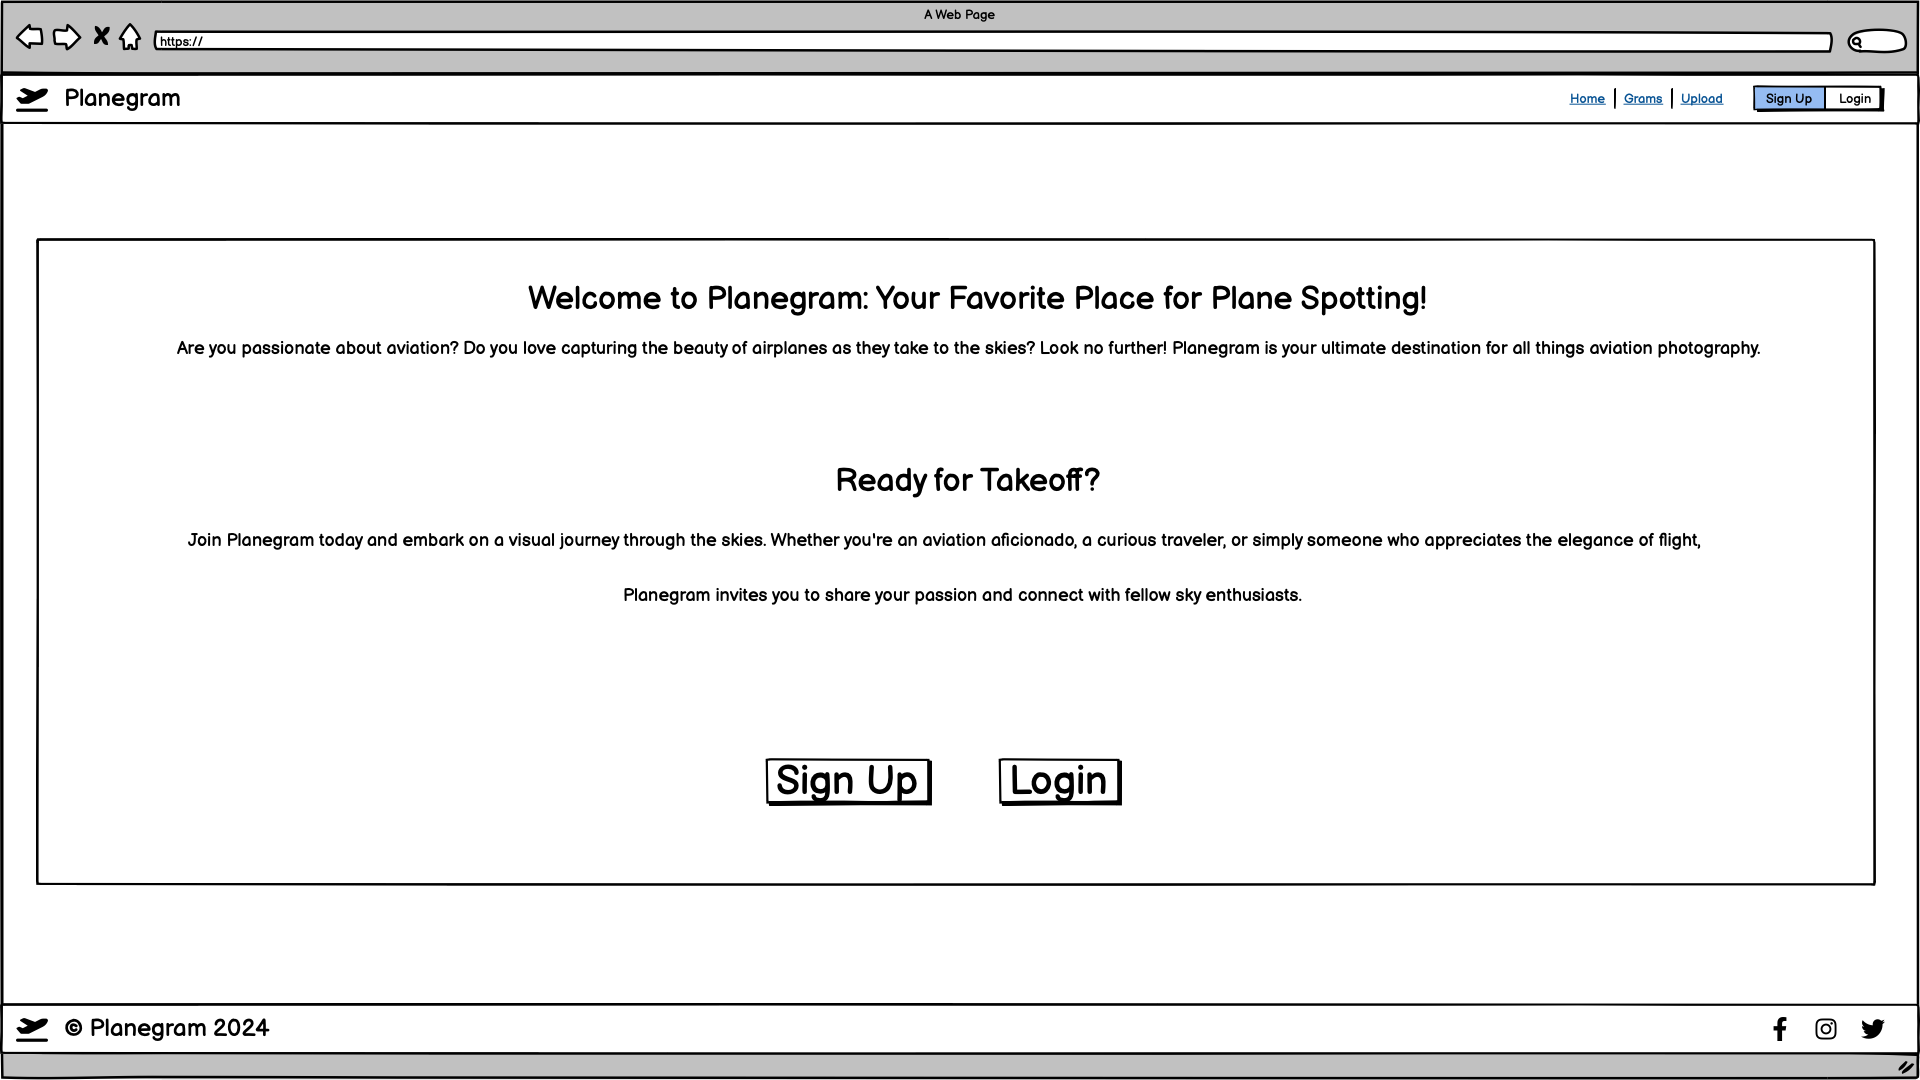 A Web Page
https://
Planegram
Home
Grams
Upload
Sign Up
Login
Welcome to Planegram: Your Favorite Place for Plane Spotting!
Are you passionate about aviation? Do you love capturing the beauty of airplanes as they take to the skies? Look no further! Planegram is your ultimate destination for all things aviation photography.
Ready for Takeoff?
Join Planegram today and embark on a visual journey through the skies. Whether you're an aviation aficionado, a curious traveler, or simply someone who appreciates the elegance of flight,
Planegram invites you to share your passion and connect with fellow sky enthusiasts.
Sign Up
Login
© Planegram 2024